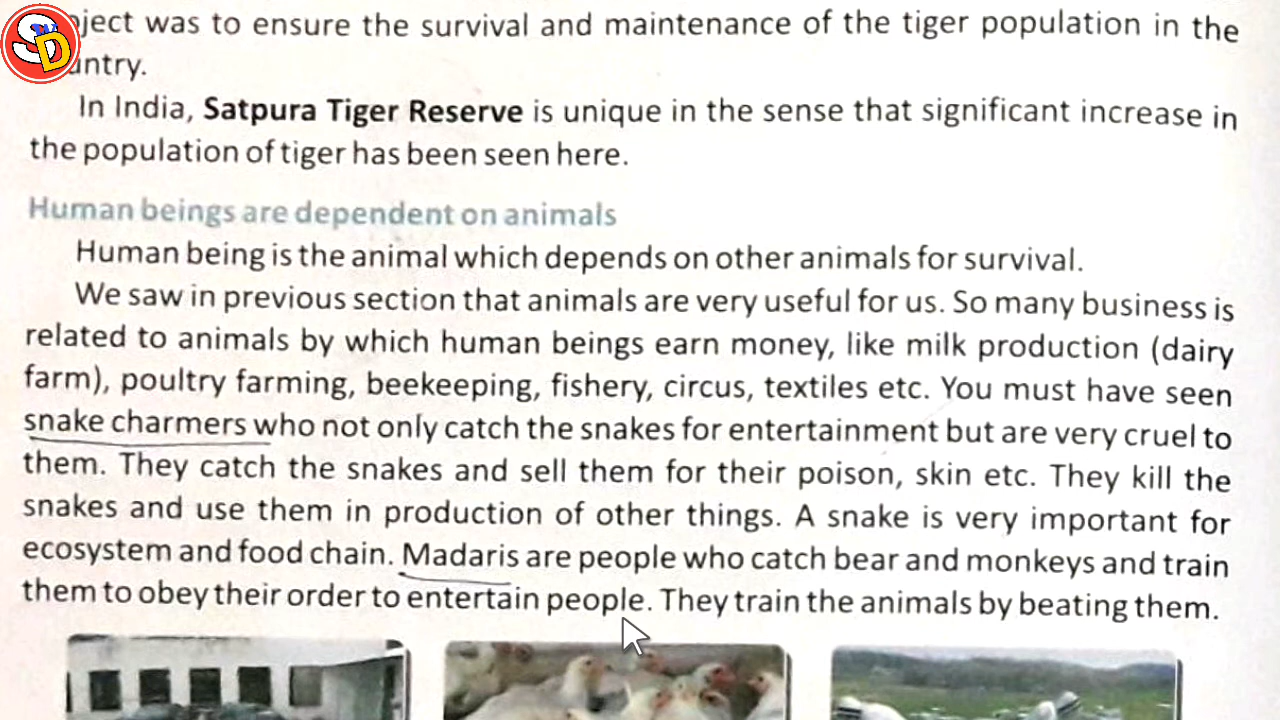 ject was to ensure the survival and maintenance of the tiger population in the
untry.
In India, Satpura Tiger Reserve is unique in the sense that significant increase in
the population of tiger has been seen here.
Human beings are dependent on animals
Human being is the animal which depends on other animals for survival.
We saw in previous section that animals are very useful for us. So many business is
related to animals by which human beings earn money, like milk production (dairy
farm), poultry farming, beekeeping, fishery, circus, textiles etc. You must have seen
snake charmers who not only catch the snakes for entertainment but are very cruel to
them. They catch the snakes and sell them for their poison, skin etc. They kill the
snakes and use them in production of other things. A snake is very important for
ecosystem and food chain. Madaris are people who catch bear and monkeys and train
them to obey their order to entertain people. They train the animals by beating them.
SD